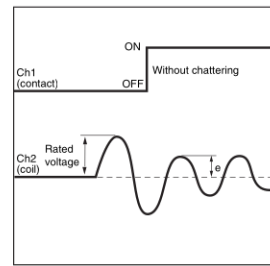 ON
Ch1
(contact)
Without chattering
OFF
Ch2
(coil)
Rated
voltage
e